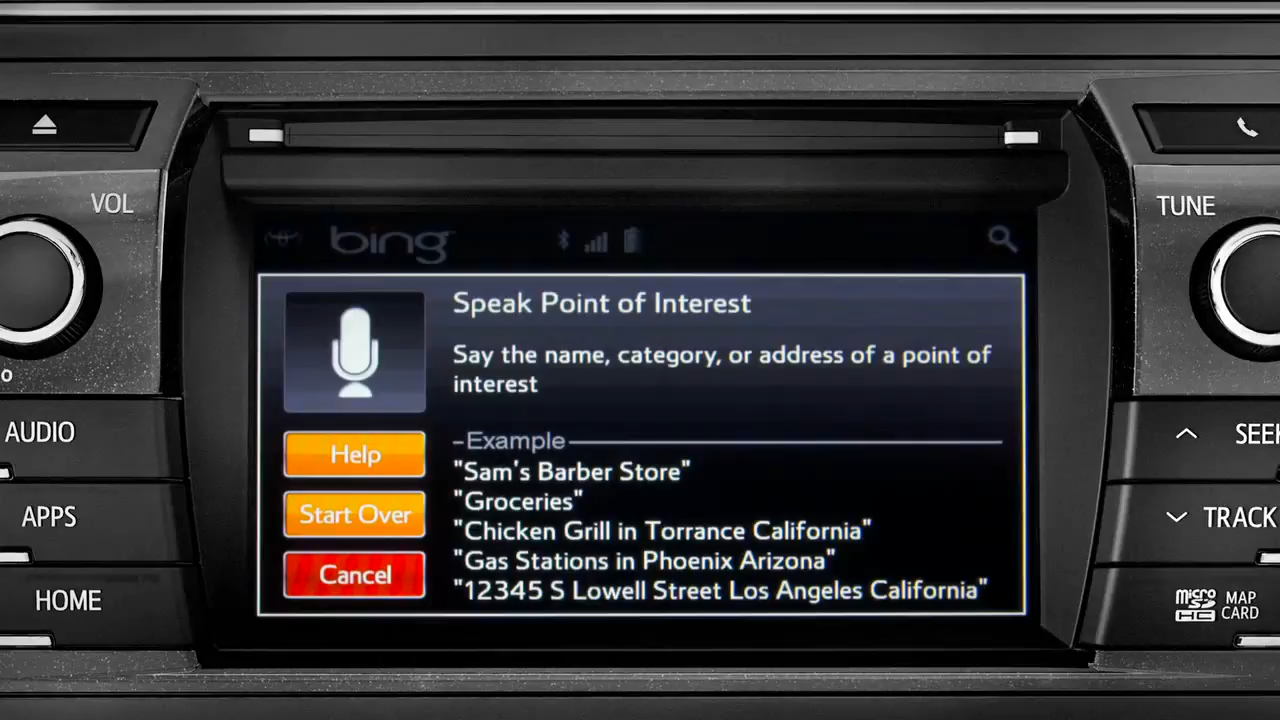 VOL
TUNE
bing
Speak Point of Interest
Say the name, category, or address of a point of
interest
Example
"Sam's Barber Store"
"Groceries"
"Chicken Grill in Torrance California"
"Gas Stations in Phoenix Arizona"
"12345 S Lowell Street Los Angeles California"
Help
Start Over
Cancel
o
AUDIO
APPS
HOME
SEEK
TRACK
micro
SD
HC
MAP
CARD